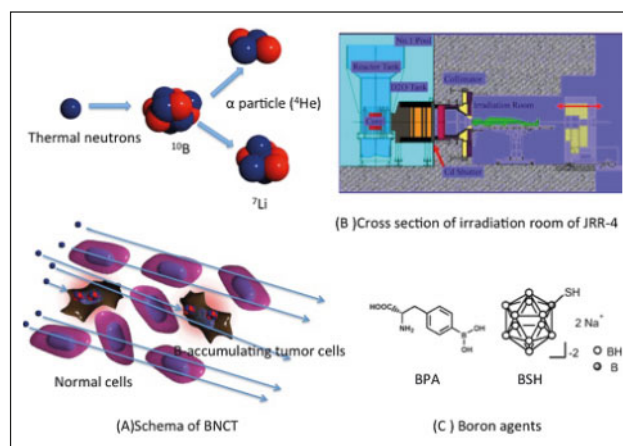 Thermal neutrons
10B
α particle (4He)
7Li
Normal cells
B-accumulating tumor cells
(A)Schema of BNCT
No.1 Pool
Reactor Tank
Collimator
D2O Tank
Irradiation Room
Core
Cd Shutter
(B )Cross section of irradiation room of JRR-4
HOOC
NH2
B
OH
OH
BPA
SH
2 Na+
-2
BH
B
BSH
(C ) Boron agents